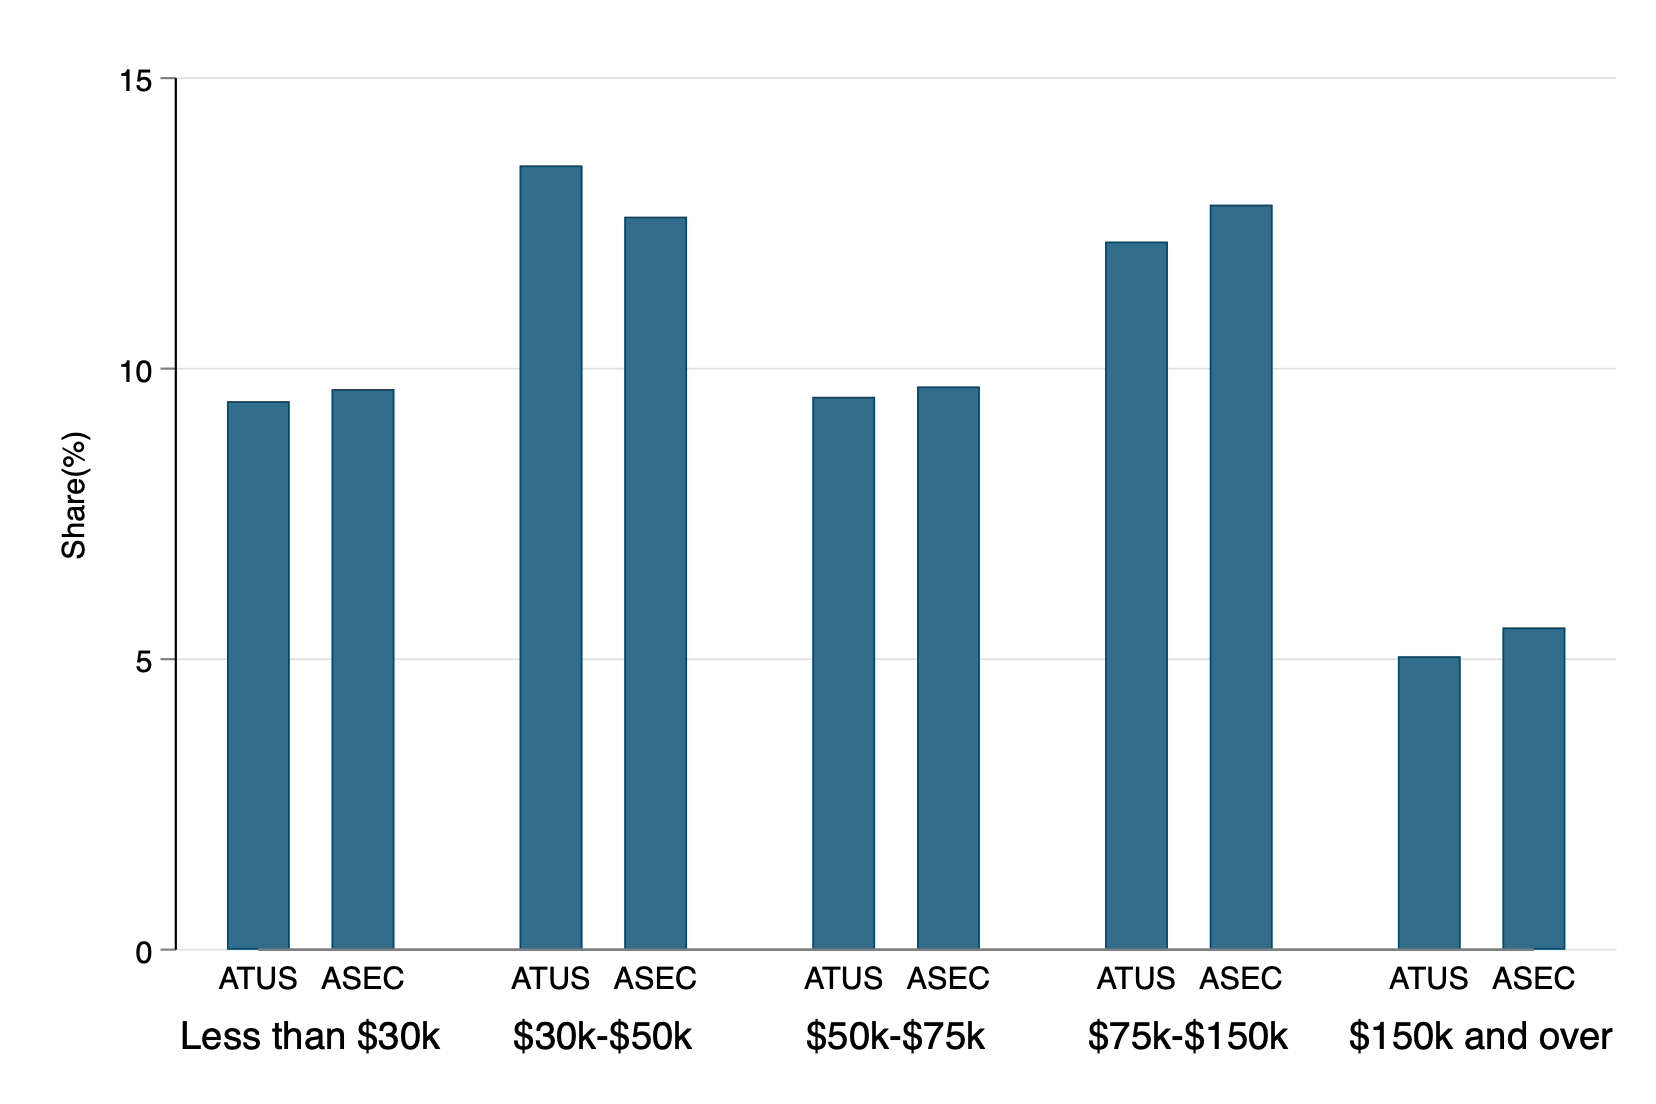 15
10
5
0
Share(%)
ATUS ASEC ATUS ASEC ATUS ASEC ATUS ASEC ATUS ASEC
Less than $30k $30k-$50k $50k-$75k $75k-$150k $150k and over